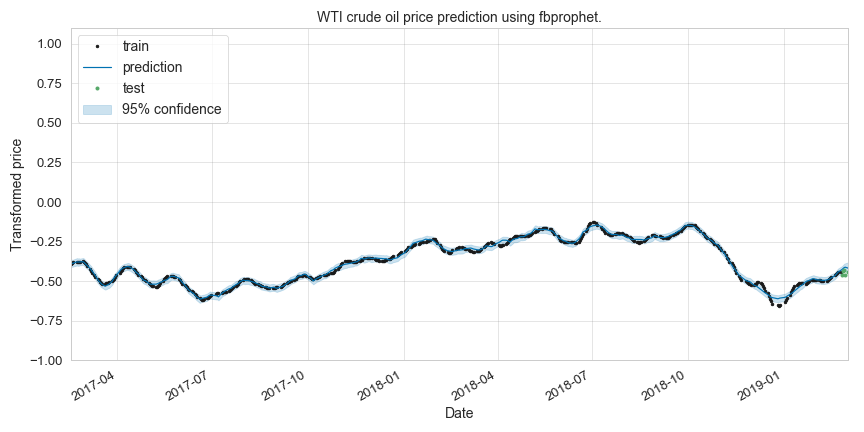 WTI crude oil price prediction using fbprophet.
train
prediction
test
95% confidence
Transformed price
1.00
0.75
0.50
0.25
0.00
−0.25
−0.50
−0.75
−1.00
2017-04
2017-07
2017-10
2018-01
2018-04
2018-07
2018-10
2019-01
Date